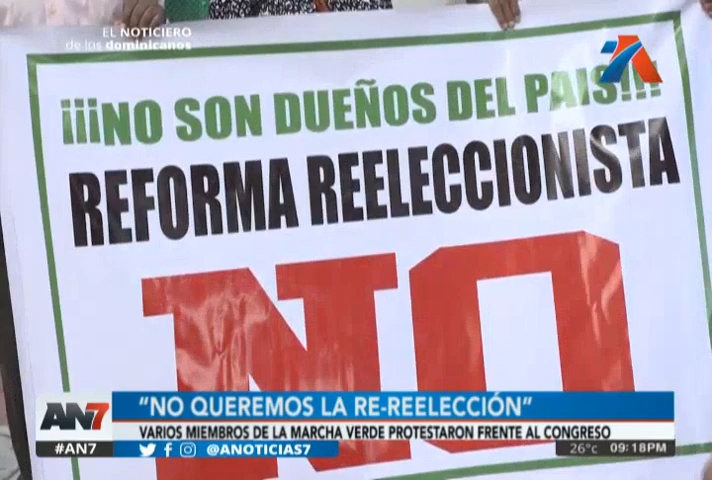 EL NOTICIERO
de los dominicanos
¡¡¡NO SON DUEÑOS DEL PAIS!!!
REFORMA REELECCIONISTA
NO
AN7
"NO QUEREMOS LA RE-REELECCIÓN"
VARIOS MIEMBROS DE LA MARCHA VERDE PROTESTARON FRENTE AL CONGRESO
#AN7
@ANOTICIAS7
26°c
09:18PM